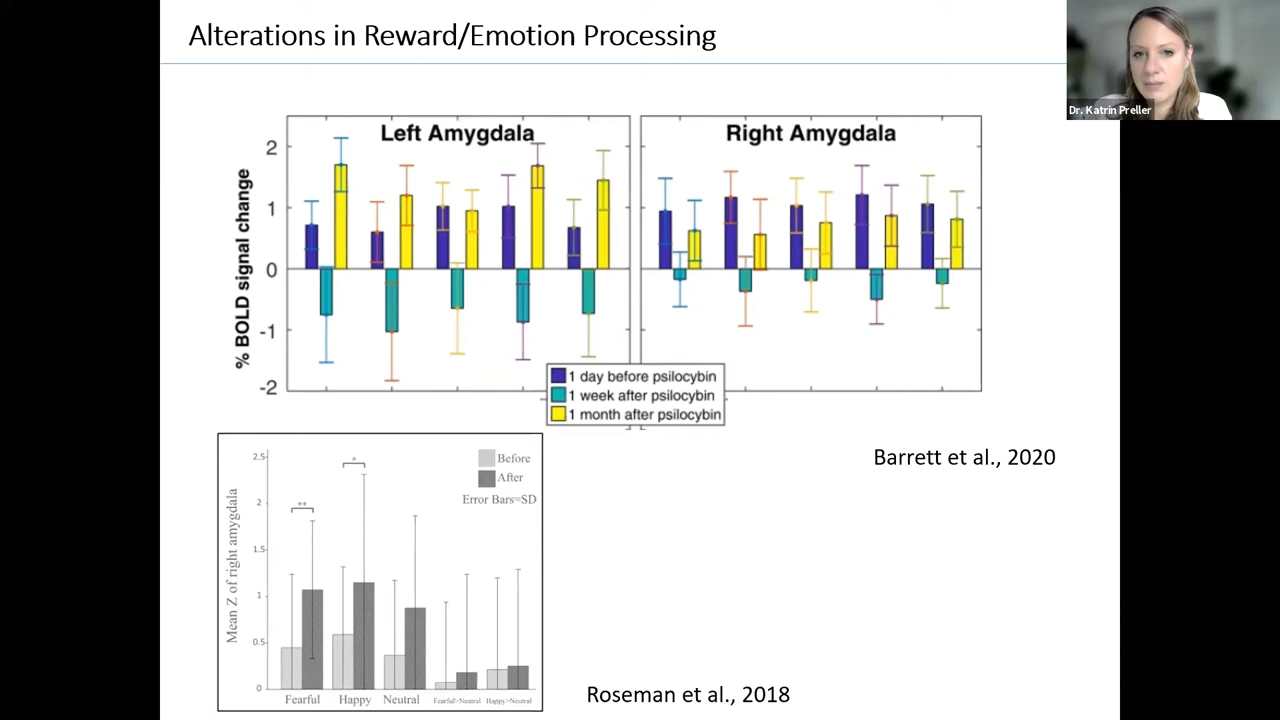 Alterations in Reward/Emotion Processing
Dr. Katrin Preller
Left Amygdala
Right Amygdala
% BOLD signal change
2
1
0
-1
-2
1 day before psilocybin
1 week after psilocybin
1 month after psilocybin
Barrett et al., 2020
Mean Z of right amygdala
2.5
2
1.5
1
0.5
0
**
*
Before
After
Error Bars=SD
Fearful Happy Neutral Fearful>Neutral Happy>Neutral
Roseman et al., 2018